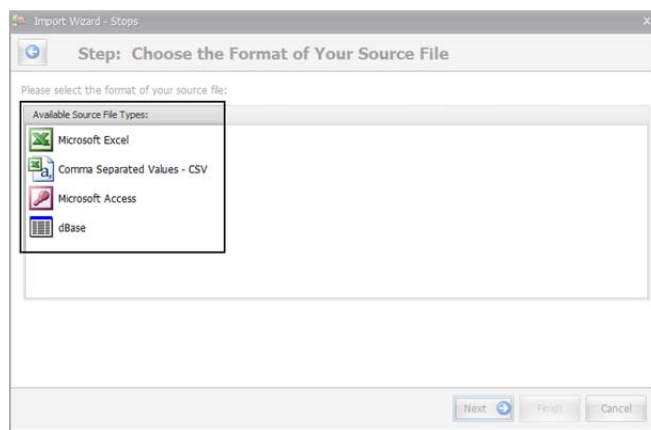 Import Wizard - Stops
Step: Choose the Format of Your Source File
Please select the format of your source file:
Available Source File Types:
Microsoft Excel
Comma Separated Values - CSV
Microsoft Access
dBase
Next
Finish
Cancel